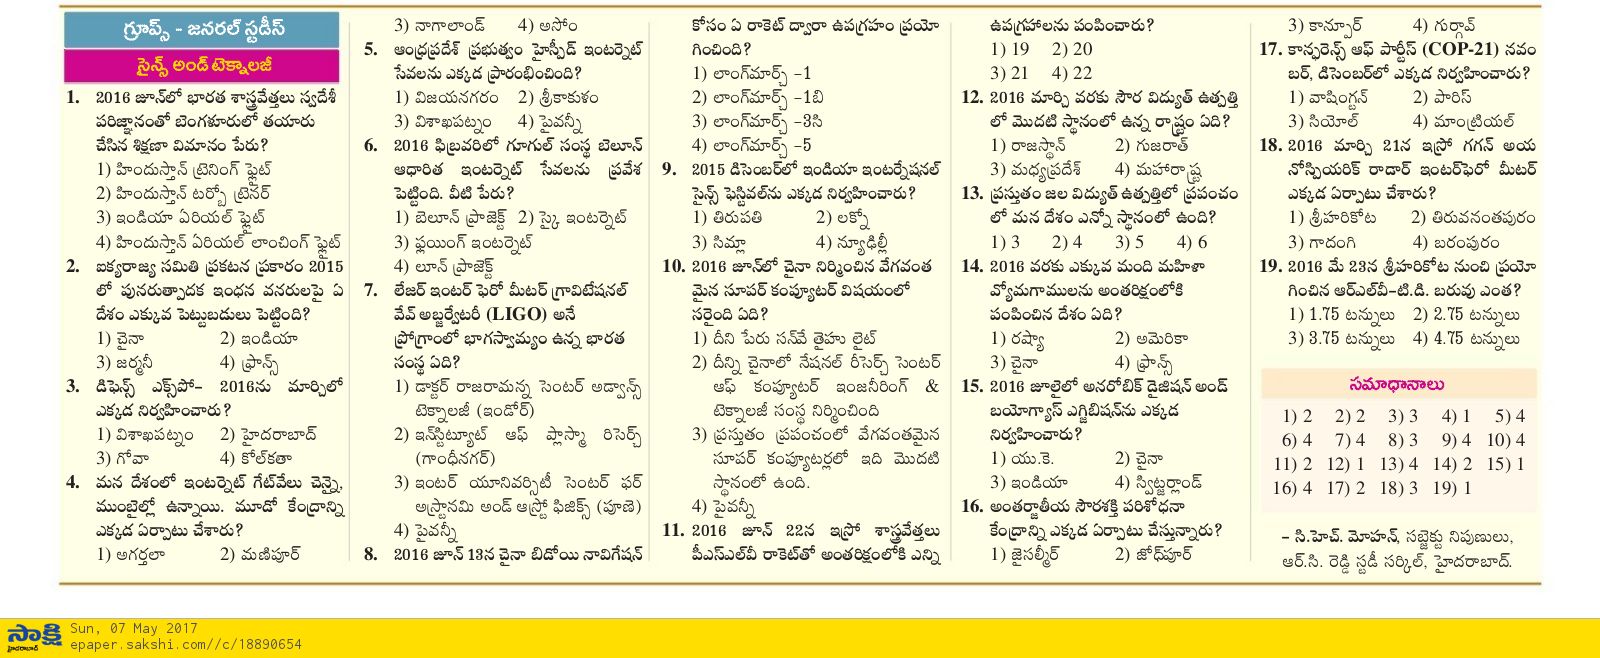 గ్రూప్స్ - జనరల్ స్టడీస్
సైన్స్ అండ్ టెక్నాలజీ
1. 2016 జూన్‌లో భారత శాస్త్రవేత్తలు స్వదేశీ
పరిజ్ఞానంతో బెంగళూరులో తయారు
చేసిన శిక్షణా విమానం పేరు?
1) హిందుస్తాన్ ట్రైనింగ్ ఫ్లైట్
2) హిందుస్తాన్ టర్బో ట్రైనర్
3) ఇండియా ఏరియల్ ఫ్లైట్
4) హిందుస్తాన్ ఏరియల్ లాంచింగ్ ఫ్లైట్
2. ఐక్యరాజ్య సమితి ప్రకటన ప్రకారం 2015
లో పునరుత్పాదక ఇంధన వనరులపై ఏ
దేశం ఎక్కువ పెట్టుబడులు పెట్టింది?
1) చైనా 2) ఇండియా
3) జర్మనీ 4) ఫ్రాన్స్
3. డిఫెన్స్ ఎక్స్‌పో– 2016ను మార్చిలో
ఎక్కడ నిర్వహించారు?
1) విశాఖపట్నం 2) హైదరాబాద్
3) గోవా 4) కోల్‌కతా
4. మన దేశంలో ఇంటర్నెట్ గేట్‌వేలు చెన్నై,
ముంబైల్లో ఉన్నాయి. మూడో కేంద్రాన్ని
ఎక్కడ ఏర్పాటు చేశారు?
1) అగర్తలా 2) మణిపూర్
3) నాగాలాండ్ 4) అసోం
5. ఆంధ్రప్రదేశ్ ప్రభుత్వం హైస్పీడ్ ఇంటర్నెట్
సేవలను ఎక్కడ ప్రారంభించింది?
1) విజయనగరం 2) శ్రీకాకుళం
3) విశాఖపట్నం 4) పైవన్నీ
6. 2016 ఫిబ్రవరిలో గూగుల్ సంస్థ బెలూన్
ఆధారిత ఇంటర్నెట్ సేవలను ప్రవేశ
పెట్టింది. వీటి పేరు?
1) బెలూన్ ప్రాజెక్ట్ 2) స్కై ఇంటర్నెట్
3) ఫ్లయింగ్ ఇంటర్నెట్
4) లూన్ ప్రాజెక్ట్
7. లేజర్ ఇంటర్ ఫెరో మీటర్ గ్రావిటేషనల్
వేవ్ అబ్జర్వేటరీ (LIGO) అనే
ప్రోగ్రాంలో భాగస్వామ్యం ఉన్న భారత
సంస్థ ఏది?
1) డాక్టర్ రాజరామన్న సెంటర్ అడ్వాన్స్
టెక్నాలజీ (ఇండోర్)
2) ఇన్‌స్టిట్యూట్ ఆఫ్ ప్లాస్మా రిసెర్చ్
(గాంధీనగర్)
3) ఇంటర్ యూనివర్సిటీ సెంటర్ ఫర్
అస్ట్రానమి అండ్ ఆస్ట్రో ఫిజిక్స్ (పూణె)
4) పైవన్నీ
8. 2016 జూన్ 13న చైనా బిదోయి నావిగేషన్
కోసం ఏ రాకెట్ ద్వారా ఉపగ్రహం ప్రయో
గించింది?
1) లాంగ్‌మార్చ్ –1
2) లాంగ్‌మార్చ్ –1బి
3) లాంగ్‌మార్చ్ –3సి
4) లాంగ్‌మార్చ్ –5
9. 2015 డిసెంబర్‌లో ఇండియా ఇంటర్నేషనల్
సైన్స్ ఫెస్టివల్‌ను ఎక్కడ నిర్వహించారు?
1) తిరుపతి 2) లక్నో
3) సిమ్లా 4) న్యూఢిల్లీ
10. 2016 జూన్‌లో చైనా నిర్మించిన వేగవంత
మైన సూపర్ కంప్యూటర్ విషయంలో
సరైంది ఏది?
1) దీని పేరు సన్‌వే తైహు లైట్
2) దీన్ని చైనాలో నేషనల్ రీసెర్చ్ సెంటర్
ఆఫ్ కంప్యూటర్ ఇంజనీరింగ్ &
టెక్నాలజీ సంస్థ నిర్మించింది
3) ప్రస్తుతం ప్రపంచంలో వేగవంతమైన
సూపర్ కంప్యూటర్లలో ఇది మొదటి
స్థానంలో ఉంది.
4) పైవన్నీ
11. 2016 జూన్ 22న ఇస్రో శాస్త్రవేత్తలు
పీఎస్ఎల్‌వీ రాకెట్‌తో అంతరిక్షంలోకి ఎన్ని
ఉపగ్రహాలను పంపించారు?
1) 19 2) 20
3) 21 4) 22
12. 2016 మార్చి వరకు సౌర విద్యుత్ ఉత్పత్తి
లో మొదటి స్థానంలో ఉన్న రాష్ట్రం ఏది?
1) రాజస్థాన్ 2) గుజరాత్
3) మధ్యప్రదేశ్ 4) మహారాష్ట్ర
13. ప్రస్తుతం జల విద్యుత్ ఉత్పత్తిలో ప్రపంచం
లో మన దేశం ఎన్నో స్థానంలో ఉంది?
1) 3 2) 4 3) 5 4) 6
14. 2016 వరకు ఎక్కువ మంది మహిళా
వ్యోమగాములను అంతరిక్షంలోకి
పంపించిన దేశం ఏది?
1) రష్యా 2) అమెరికా
3) చైనా 4) ఫ్రాన్స్
15. 2016 జూలైలో అనరోబిక్ డైజిషన్ అండ్
బయోగ్యాస్ ఎగ్జిబిషన్‌ను ఎక్కడ
నిర్వహించారు?
1) యు.కె. 2) చైనా
3) ఇండియా 4) స్విట్జర్లాండ్
16. అంతర్జాతీయ సౌరశక్తి పరిశోధనా
కేంద్రాన్ని ఎక్కడ ఏర్పాటు చేస్తున్నారు?
1) జైసల్మీర్ 2) జోధ్‌పూర్
3) కాన్పూర్ 4) గుర్గావ్
17. కాన్ఫరెన్స్ ఆఫ్ పార్టీస్ (COP-21) నవం
బర్, డిసెంబర్‌లో ఎక్కడ నిర్వహించారు?
1) వాషింగ్టన్ 2) పారిస్
3) సియోల్ 4) మాంట్రియల్
18. 2016 మార్చి 21న ఇస్రో గగన్ అయ
నోస్పియరిక్ రాడార్ ఇంటర్‌ఫెరో మీటర్
ఎక్కడ ఏర్పాటు చేశారు?
1) శ్రీహరికోట 2) తిరువనంతపురం
3) గాదంగి 4) బరంపురం
19. 2016 మే 23న శ్రీహరికోట నుంచి ప్రయో
గించిన ఆర్ఎల్‌వీ–టి.డి. బరువు ఎంత?
1) 1.75 టన్నులు 2) 2.75 టన్నులు
3) 3.75 టన్నులు 4) 4.75 టన్నులు
సమాధానాలు
1) 2 2) 2 3) 3 4) 1 5) 4
6) 4 7) 4 8) 3 9) 4 10) 4
11) 2 12) 1 13) 4 14) 2 15) 1
16) 4 17) 2 18) 3 19) 1
– సి.హెచ్. మోహన్, సబ్జెక్టు నిపుణులు,
ఆర్.సి. రెడ్డి స్టడీ సర్కిల్, హైదరాబాద్.
సాక్షి
హైదరాబాద్
Sun, 07 May 2017
epaper.sakshi.com//c/18890654